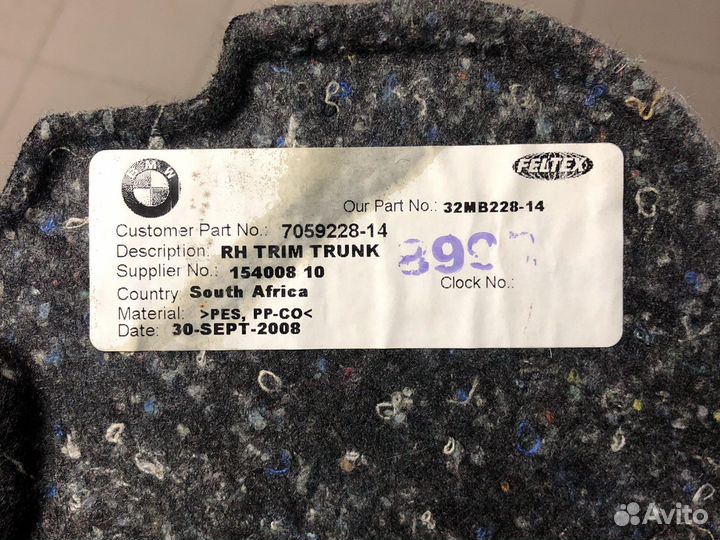 BMW
FELTEX
Our Part No.: 32MB228-14
Customer Part No.: 7059228-14
Description: RH TRIM TRUNK
Supplier No.: 154008 10
Clock No.:
Country: South Africa
Material: >PES, PP-CO<
Date: 30-SEPT-2008
Avito